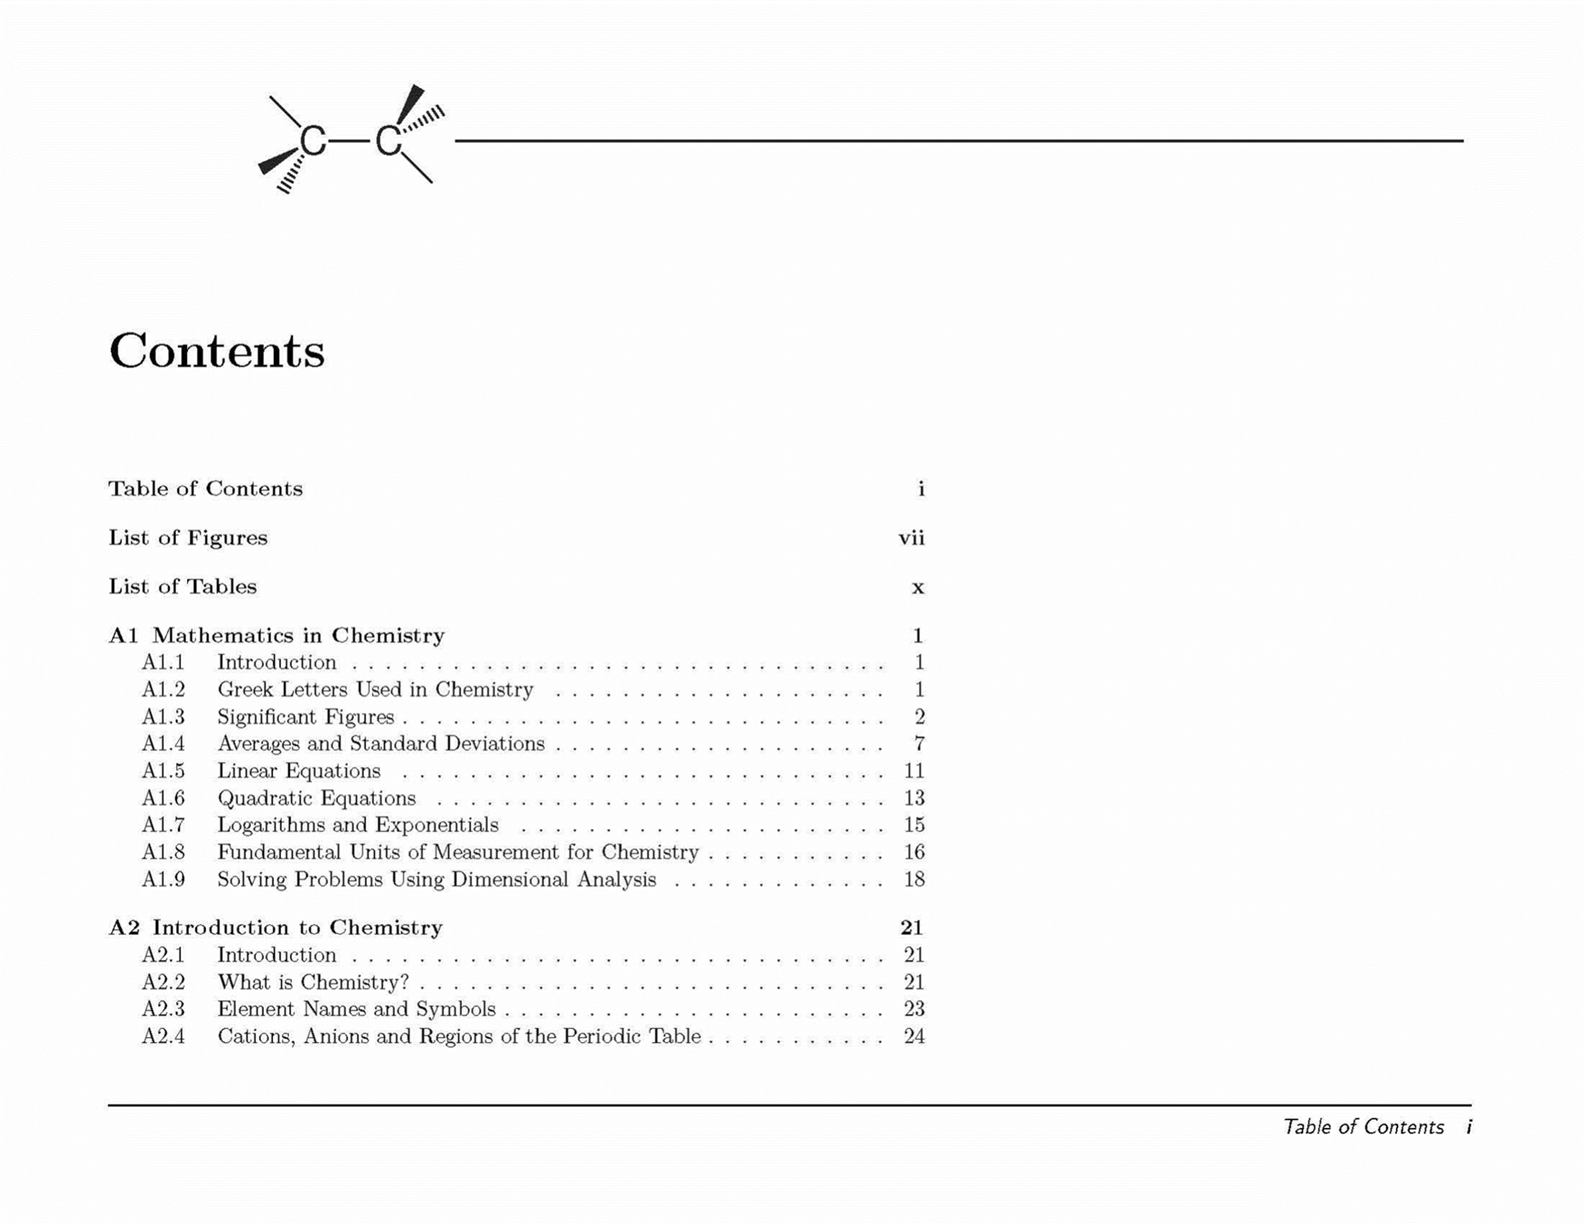 C C
Contents
Table of Contents i
List of Figures vii
List of Tables x
A1 Mathematics in Chemistry 1
A1.1 Introduction . . . . . . . . . . . . . . . . . . . . . . . . . . . . . . . . 1
A1.2 Greek Letters Used in Chemistry . . . . . . . . . . . . . . . . . . . . 1
A1.3 Significant Figures . . . . . . . . . . . . . . . . . . . . . . . . . . . . . 2
A1.4 Averages and Standard Deviations . . . . . . . . . . . . . . . . . . . . 7
A1.5 Linear Equations . . . . . . . . . . . . . . . . . . . . . . . . . . . . . 11
A1.6 Quadratic Equations . . . . . . . . . . . . . . . . . . . . . . . . . . . 13
A1.7 Logarithms and Exponentials . . . . . . . . . . . . . . . . . . . . . . 15
A1.8 Fundamental Units of Measurement for Chemistry . . . . . . . . . . . 16
A1.9 Solving Problems Using Dimensional Analysis . . . . . . . . . . . . . 18
A2 Introduction to Chemistry 21
A2.1 Introduction . . . . . . . . . . . . . . . . . . . . . . . . . . . . . . . . 21
A2.2 What is Chemistry? . . . . . . . . . . . . . . . . . . . . . . . . . . . . 21
A2.3 Element Names and Symbols . . . . . . . . . . . . . . . . . . . . . . . 23
A2.4 Cations, Anions and Regions of the Periodic Table . . . . . . . . . . . 24
Table of Contents i